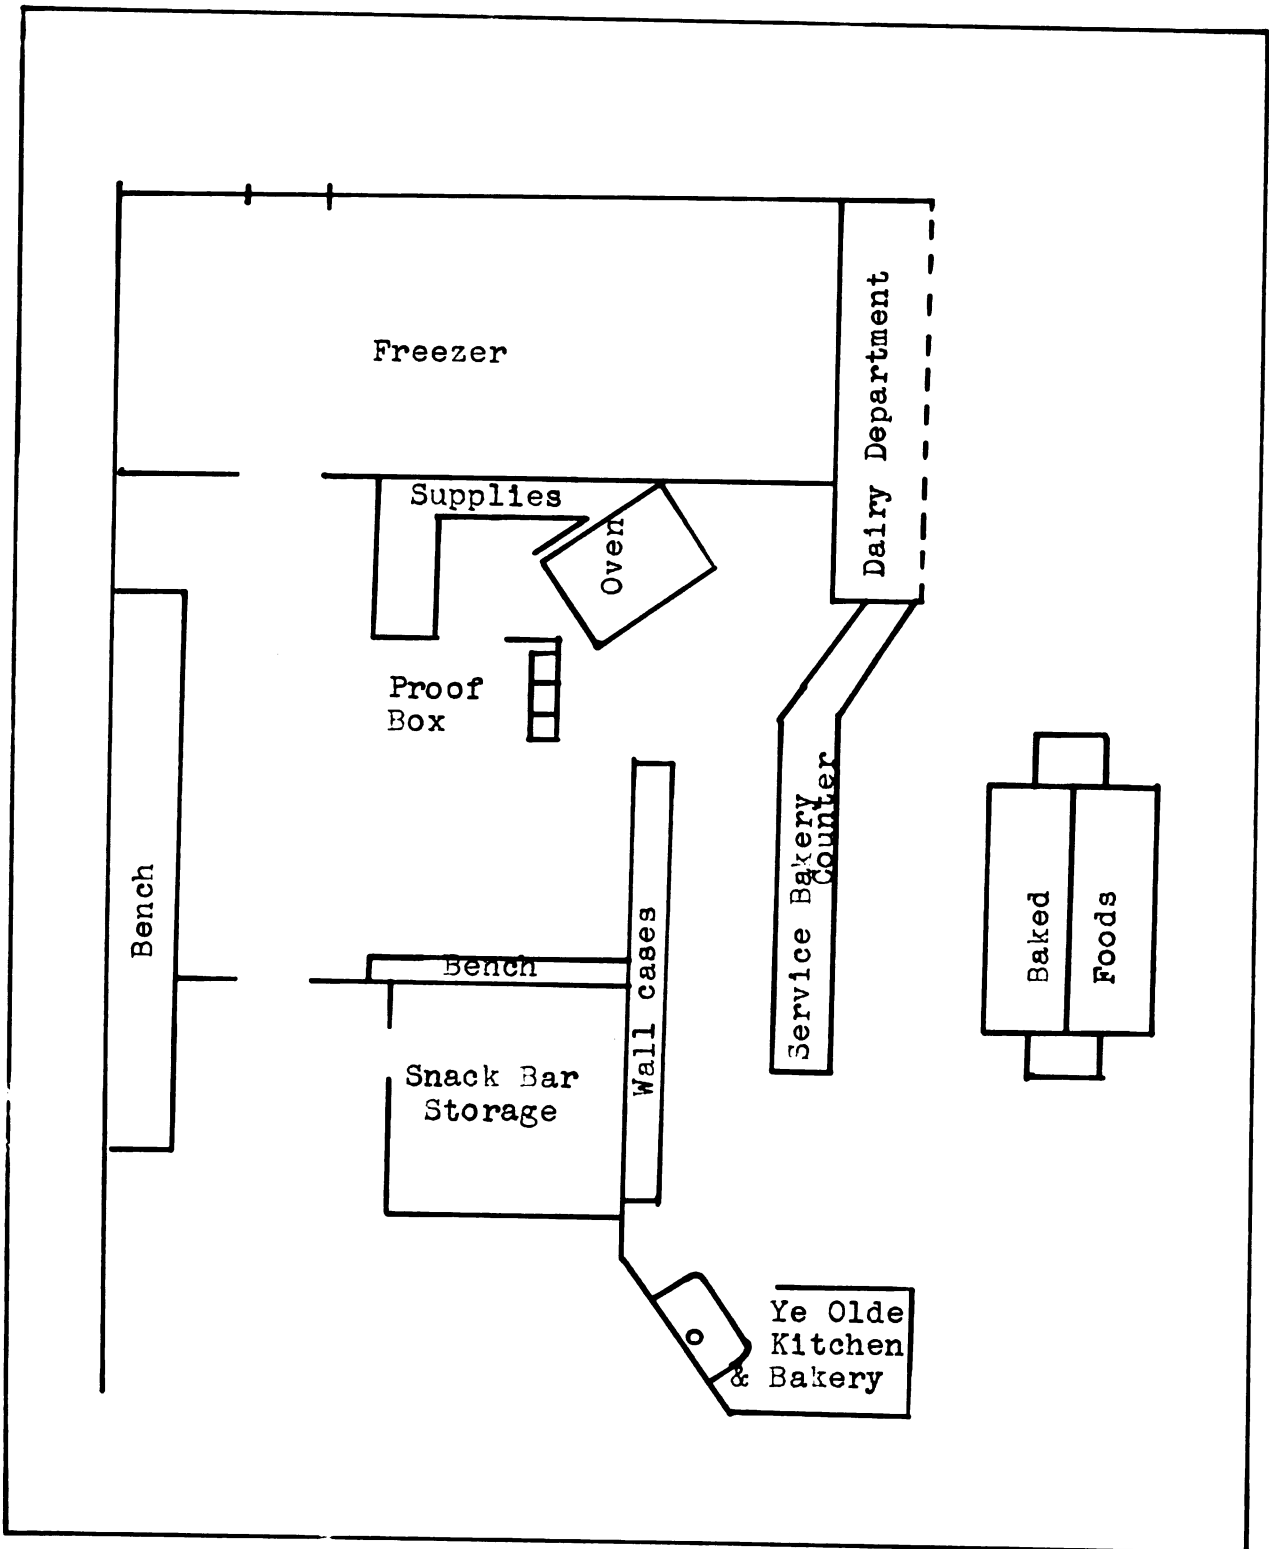 Freezer
Dairy Department
Supplies
Oven
Proof
Box
Service Bakery
Counter
Bench
Baked
Foods
Bench
Wall cases
Snack Bar
Storage
Ye Olde
Kitchen
& Bakery